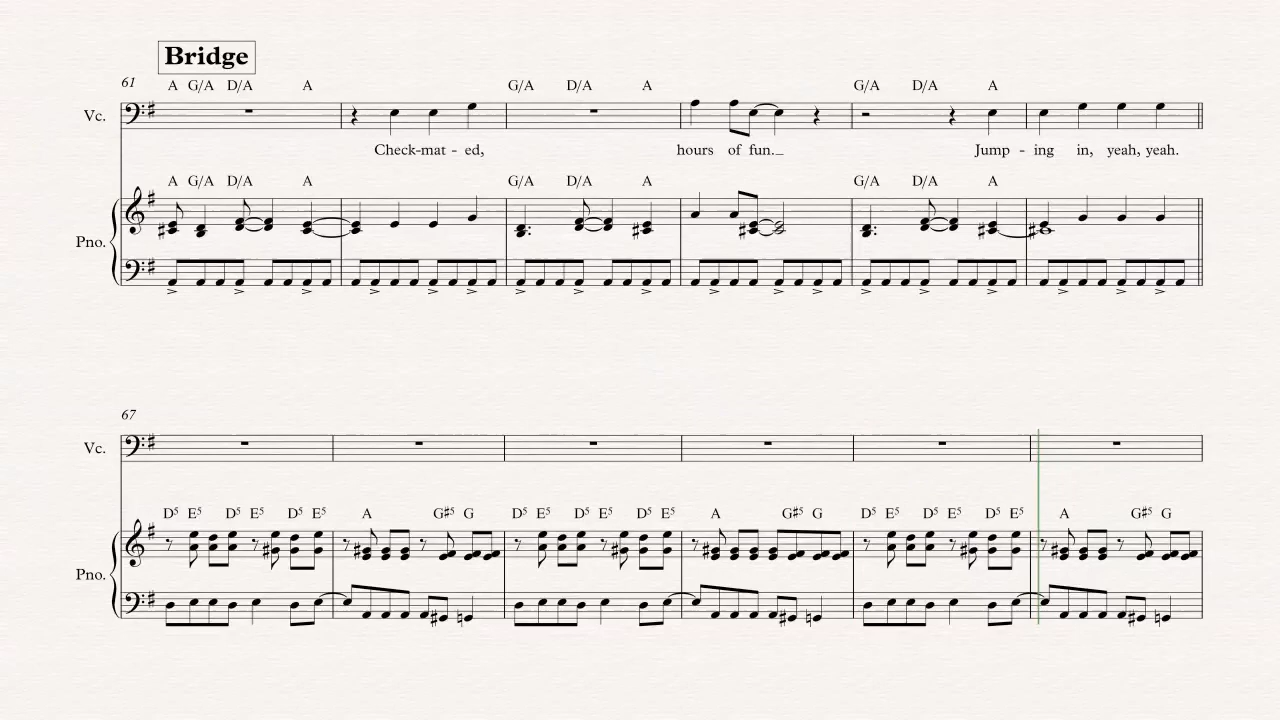 Bridge
61
A G/A D/A A G/A D/A A G/A D/A A
Vc.
Check-mat - ed, hours of fun._ Jump - ing in, yeah, yeah.
A G/A D/A A G/A D/A A G/A D/A A
Pno.
67
Vc.
D5 E5 D5 E5 D5 E5 A G#5 G D5 E5 D5 E5 D5 E5 A G#5 G D5 E5 D5 E5 D5 E5 A G#5 G
Pno.